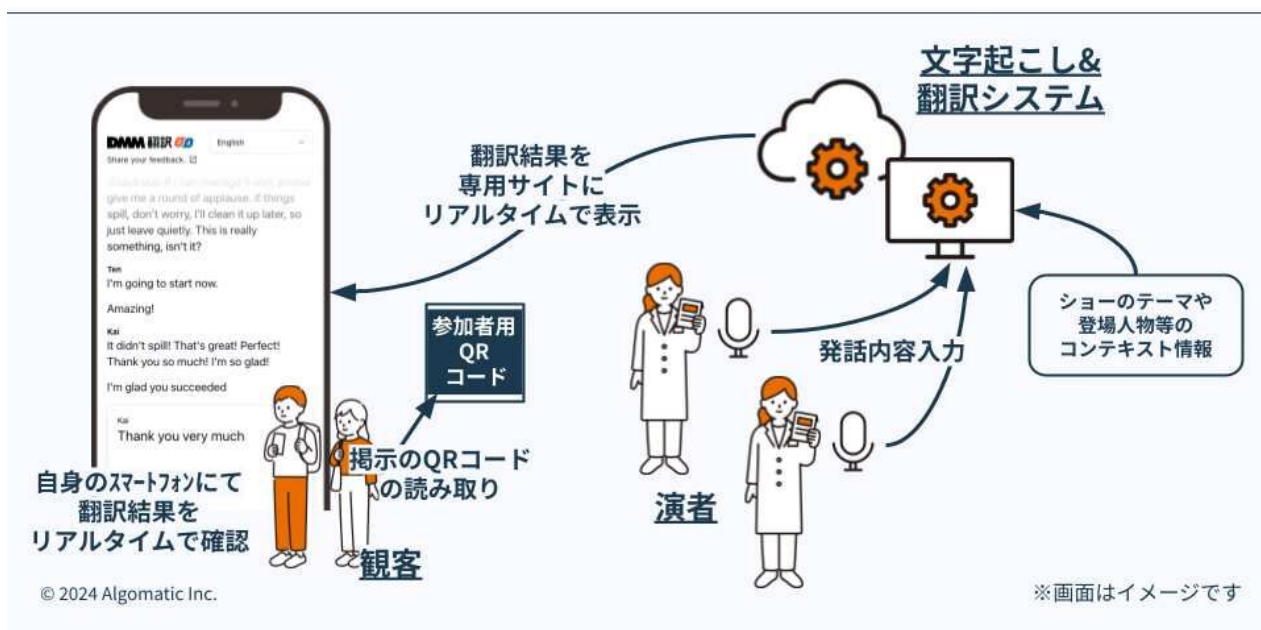 文字起こし&
翻訳システム
翻訳結果を
専用サイトに
リアルタイムで表示
DMM 翻訳
English
Share your feedback.
give me a round of applause. If things
spill, don't worry, I'll clean it up later, so
just leave quietly. This is really
something, isn't it?
Ten
I'm going to start now.
Amazing!
Kai
It didn't spill! That's great! Perfect!
Thank you so much! I'm so glad!
I'm glad you succeeded
Kai
Thank you very much
自身のスマートフォンにて
翻訳結果を
リアルタイムで確認
参加者用
QR
コード
掲示のQRコード
の読み取り
観客
発話内容入力
演者
ショーのテーマや
登場人物等の
コンテキスト情報
© 2024 Algomatic Inc.
※画面はイメージです